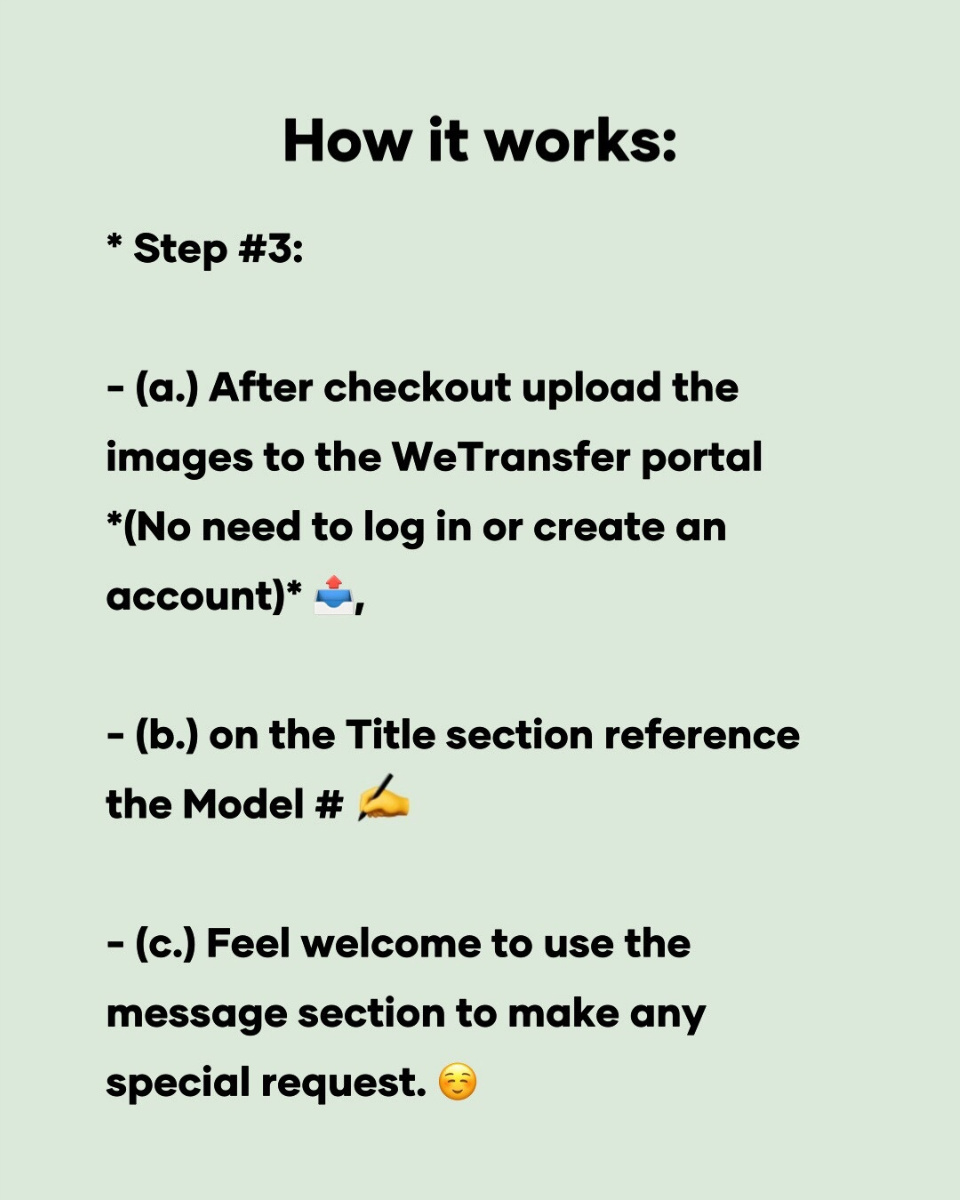 How it works:
* Step #3:
- (a.) After checkout upload the
images to the WeTransfer portal
*(No need to log in or create an
account)* 📤,
- (b.) on the Title section reference
the Model # ✍️
- (c.) Feel welcome to use the
message section to make any
special request. ☺️